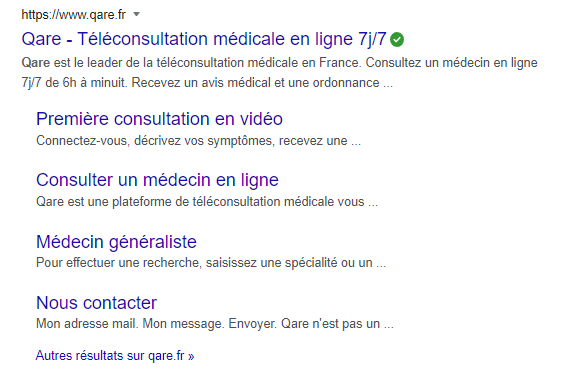 https://www.qare.fr
Qare - Téléconsultation médicale en ligne 7j/7
Qare est le leader de la téléconsultation médicale en France. Consultez un médecin en ligne
7j/7 de 6h à minuit. Recevez un avis médical et une ordonnance ...
Première consultation en vidéo
Connectez-vous, décrivez vos symptômes, recevez une ...
Consulter un médecin en ligne
Qare est une plateforme de téléconsultation médicale vous ...
Médecin généraliste
Pour effectuer une recherche, saisissez une spécialité ou un ...
Nous contacter
Mon adresse mail. Mon message. Envoyer. Qare n'est pas un ...
Autres résultats sur qare.fr »